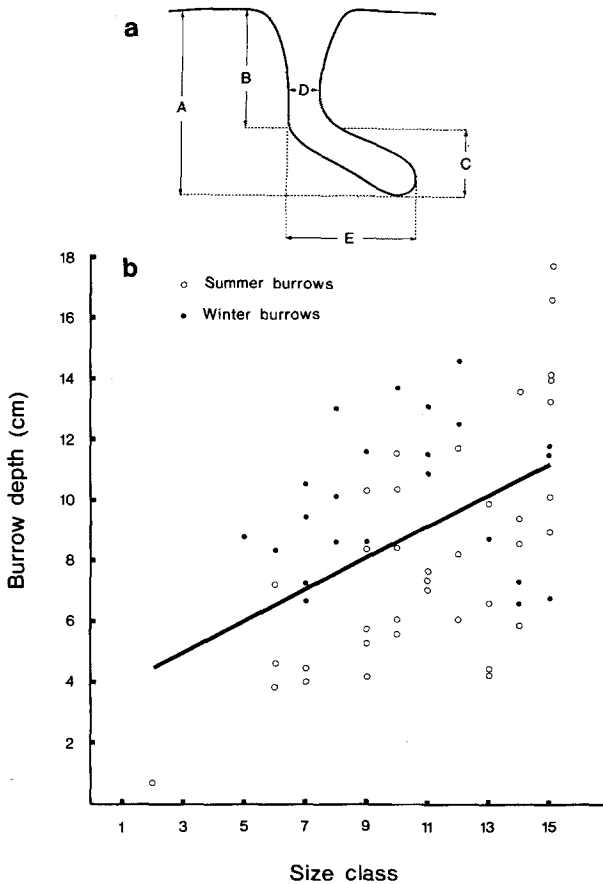 a
A
B
D
C
E
b
Summer burrows
Winter burrows
Burrow depth (cm)
18
16
14
12
10
8
6
4
2
1 3 5 7 9 11 13 15
Size class